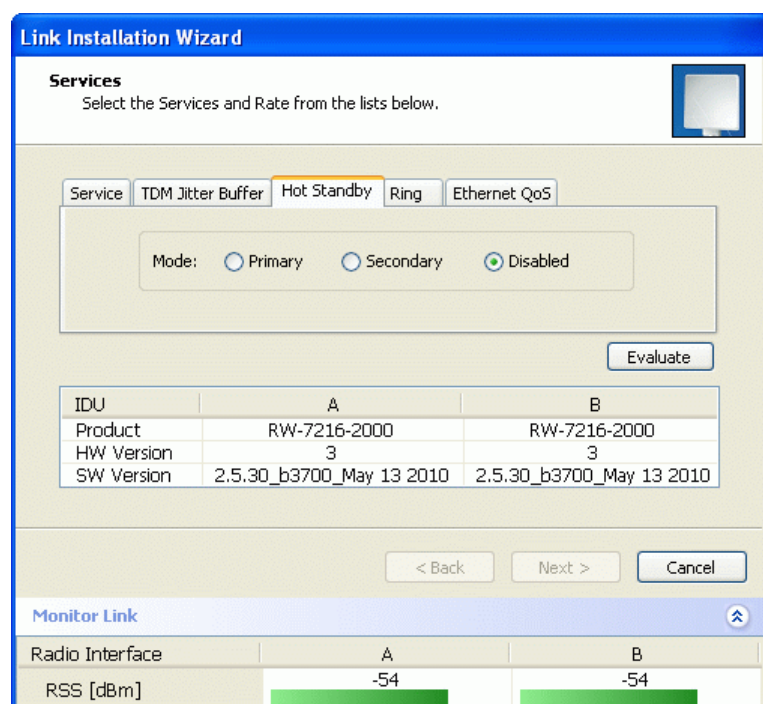 Link Installation Wizard
Services
Select the Services and Rate from the lists below.
Service TDM Jitter Buffer Hot Standby Ring Ethernet QoS
Mode: Primary Secondary Disabled
Evaluate
IDU A B
Product RW-7216-2000 RW-7216-2000
HW Version 3 3
SW Version 2.5.30_b3700_May 13 2010 2.5.30_b3700_May 13 2010
< Back Next > Cancel
Monitor Link
Radio Interface A B
RSS [dBm] -54 -54